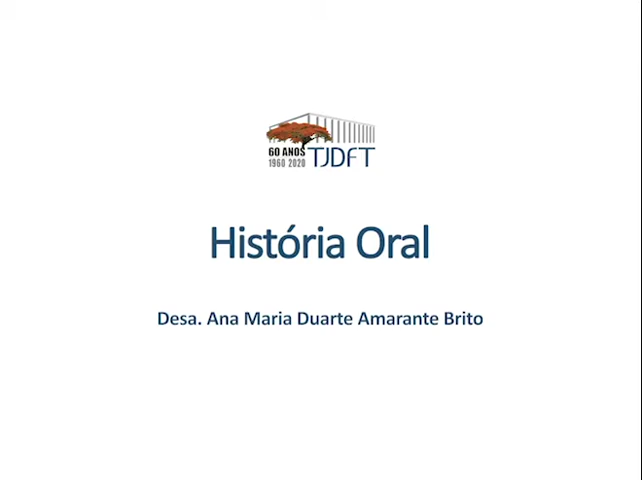 60 ANOS
1960 2020
TJDFT
História Oral
Desa. Ana Maria Duarte Amarante Brito